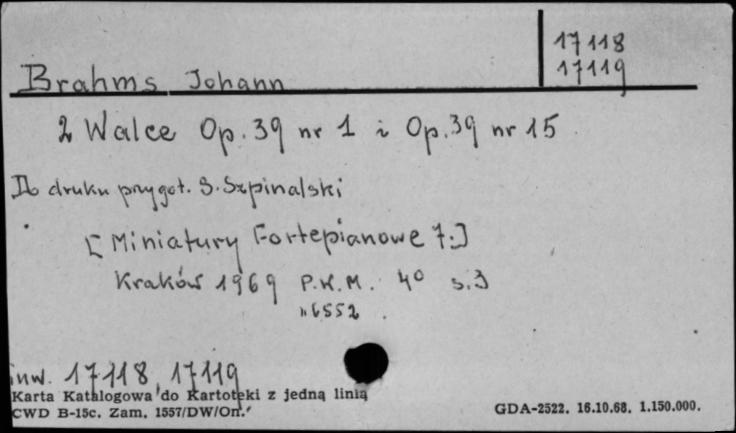 17118
17119
Brahms Johann
2 Walce Op. 39 nr 1 i Op. 39 nr 15
Do druku przygot. S. Szpinalski
[Miniatury Fortepianowe 7:]
Kraków 1969 P.W.M. 4° s. 3
n 6552
inw. 17118, 17119
Karta Katalogowa do Kartoteki z jedną linią
CWD B-15c. Zam. 1557/DW/On.
GDA-2522. 16.10.68. 1.150.000.